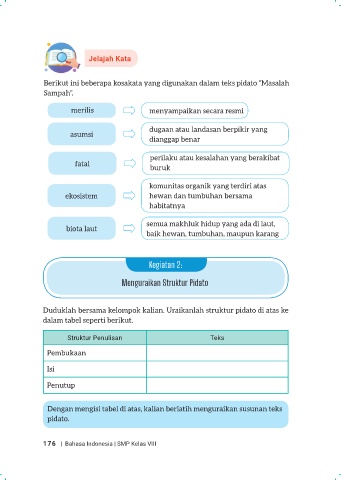 Jelajah Kata
Berikut ini beberapa kosakata yang digunakan dalam teks pidato "Masalah
Sampah".
merilis
menyampaikan secara resmi
asumsi
dugaan atau landasan berpikir yang
dianggap benar
fatal
perilaku atau kesalahan yang berakibat
buruk
ekosistem
komunitas organik yang terdiri atas
hewan dan tumbuhan bersama
habitatnya
biota laut
semua makhluk hidup yang ada di laut,
baik hewan, tumbuhan, maupun karang
Kegiatan 2:
Menguraikan Struktur Pidato
Duduklah bersama kelompok kalian. Uraikanlah struktur pidato di atas ke
dalam tabel seperti berikut.
Struktur Penulisan Teks
Pembukaan
Isi
Penutup
Dengan mengisi tabel di atas, kalian berlatih menguraikan susunan teks
pidato.
176 | Bahasa Indonesia | SMP Kelas VIII